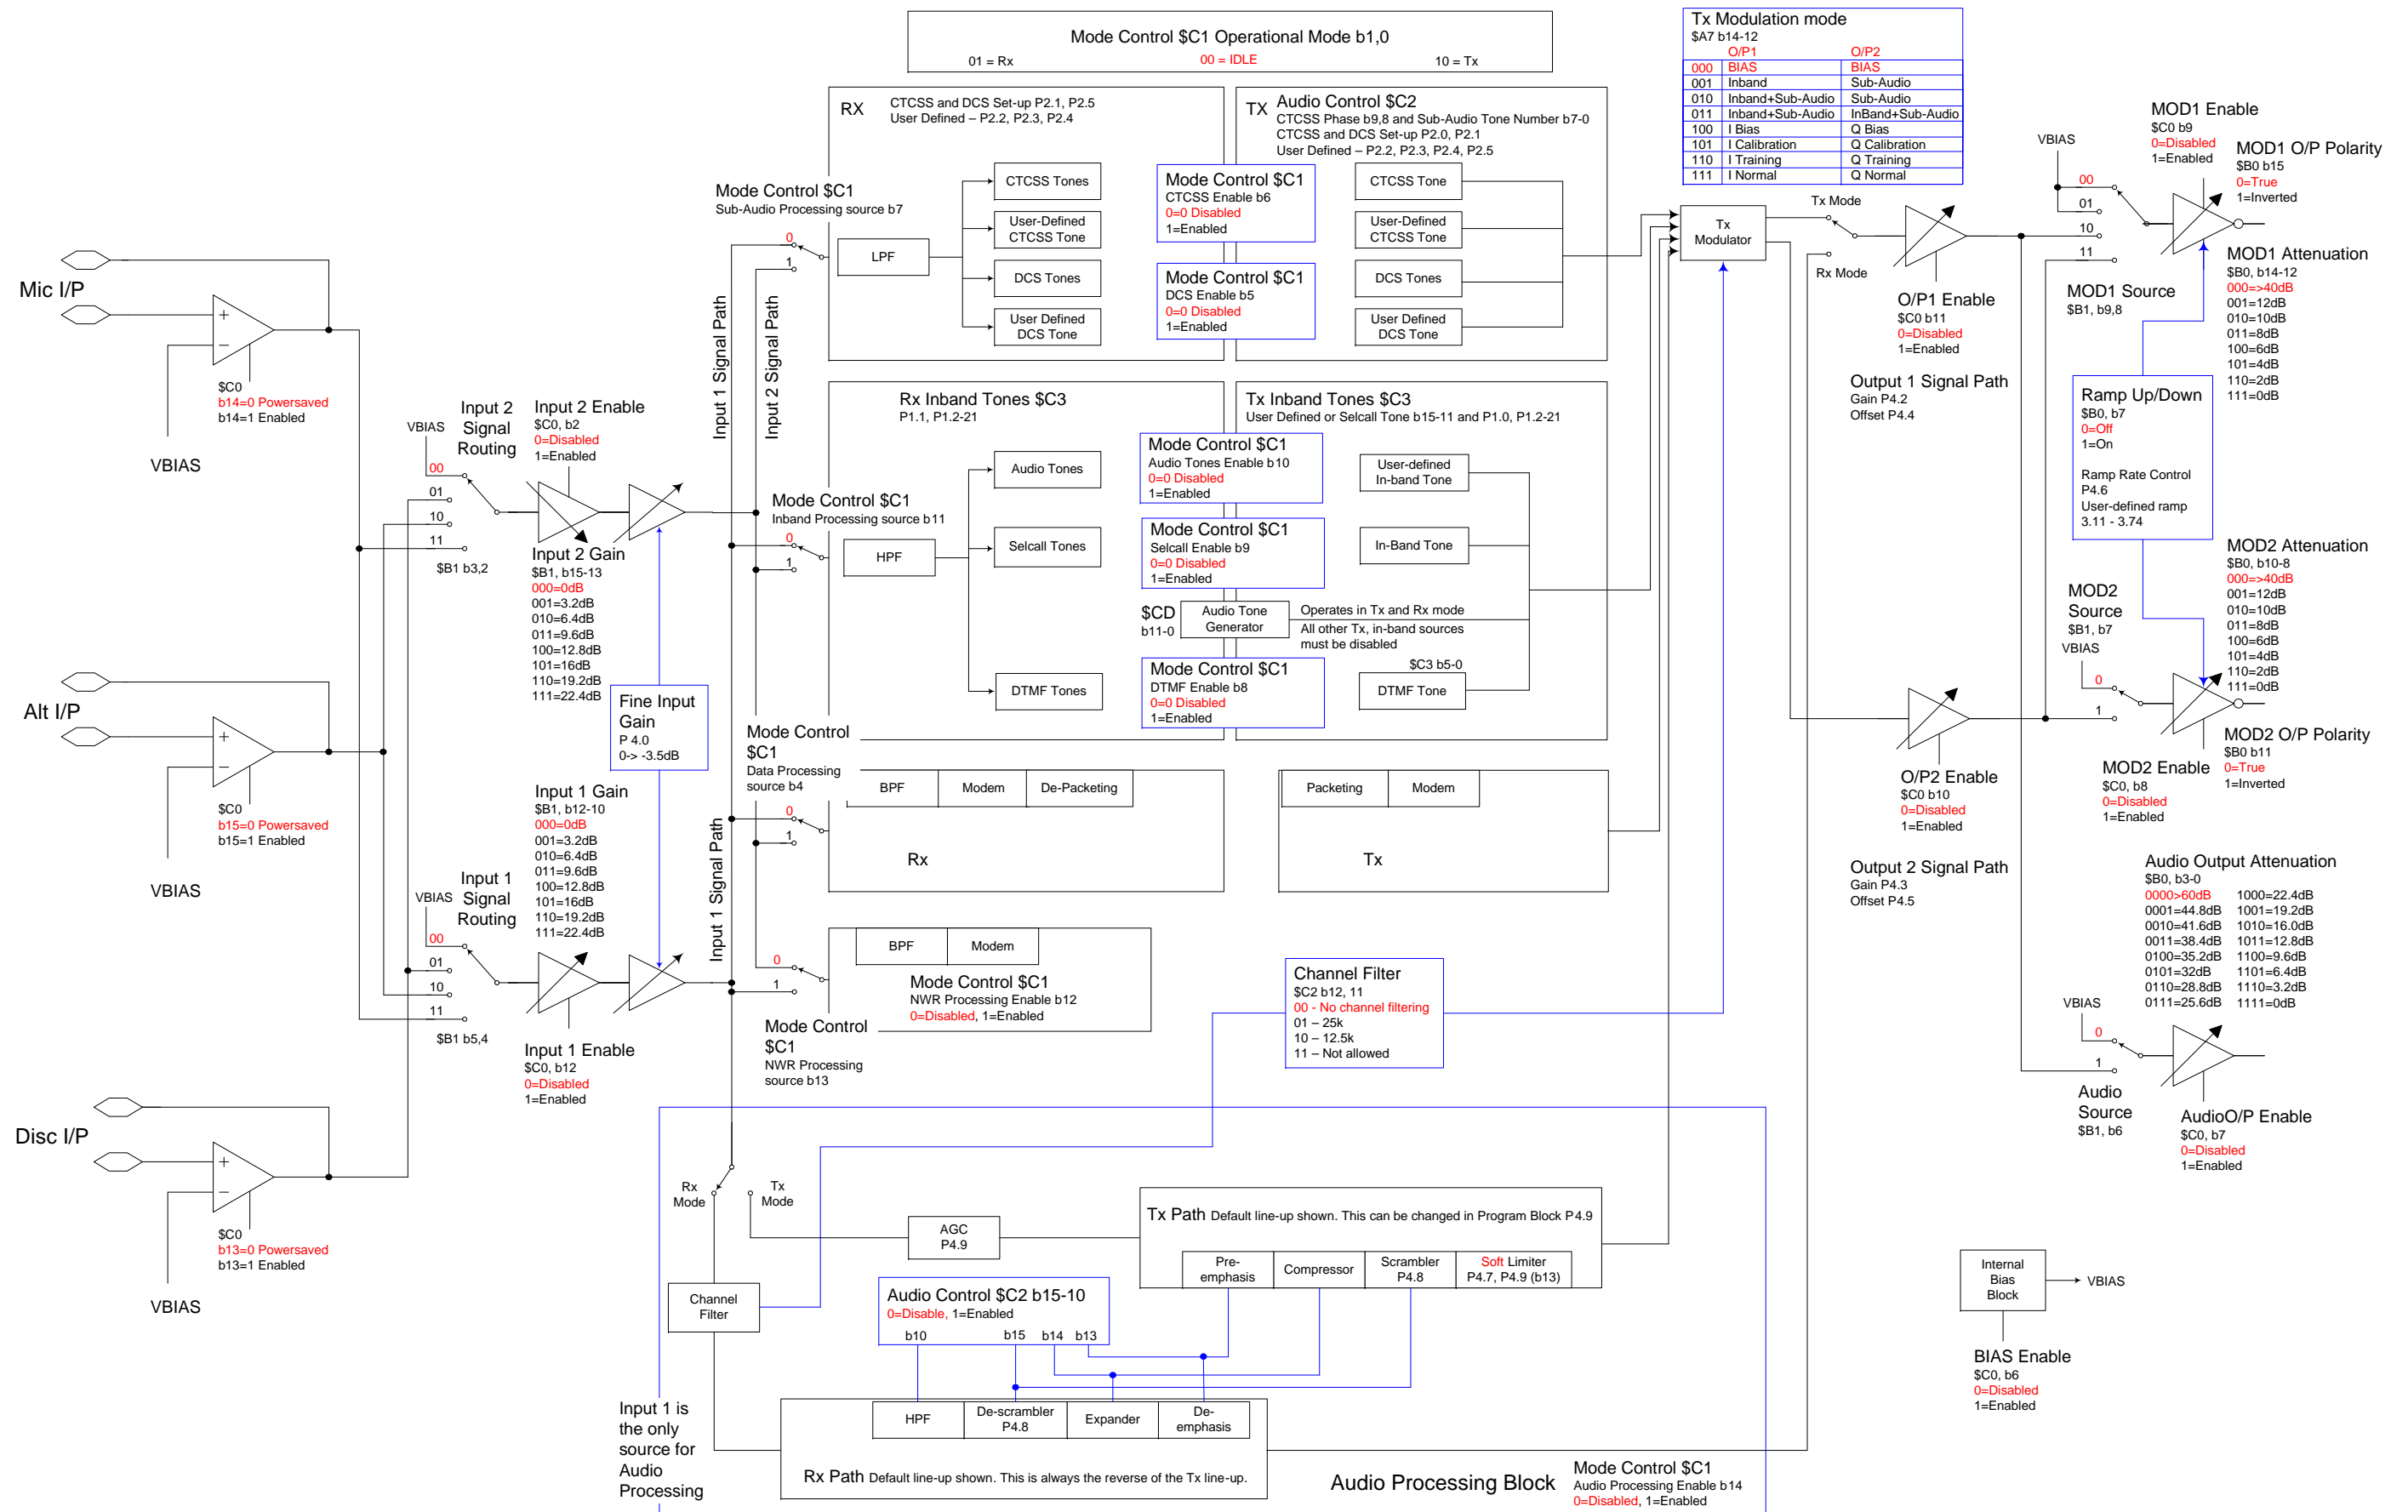 Mode Control $C1 Operational Mode b1,0
01 = Rx
00 = IDLE
10 = Tx
Tx Modulation mode
$A7 b14-12
O/P1 O/P2
000 BIAS BIAS
001 Inband Sub-Audio
010 Inband+Sub-Audio Sub-Audio
011 Inband+Sub-Audio InBand+Sub-Audio
100 I Bias Q Bias
101 I Calibration Q Calibration
110 I Training Q Training
111 I Normal Q Normal
RX
CTCSS and DCS Set-up P2.1, P2.5
User Defined – P2.2, P2.3, P2.4
CTCSS Tones
User-Defined
CTCSS Tone
DCS Tones
User Defined
DCS Tone
LPF
TX
Audio Control $C2
CTCSS Phase b9,8 and Sub-Audio Tone Number b7-0
CTCSS and DCS Set-up P2.0, P2.1
User Defined – P2.2, P2.3, P2.4, P2.5
Mode Control $C1
CTCSS Enable b6
0=0 Disabled
1=Enabled
Mode Control $C1
DCS Enable b5
0=0 Disabled
1=Enabled
CTCSS Tone
User-Defined
CTCSS Tone
DCS Tones
User Defined
DCS Tone
Mode Control $C1
Sub-Audio Processing source b7
0
1
Input 1 Signal Path
Input 2 Signal Path
Mic I/P
+
−
$C0
b14=0 Powersaved
b14=1 Enabled
VBIAS
Alt I/P
+
−
$C0
b15=0 Powersaved
b15=1 Enabled
VBIAS
Disc I/P
+
−
$C0
b13=0 Powersaved
b13=1 Enabled
VBIAS
Input 2
Signal
Routing
VBIAS
00
01
10
11
$B1 b3,2
Input 2 Enable
$C0, b2
0=Disabled
1=Enabled
Input 2 Gain
$B1, b15-13
000=0dB
001=3.2dB
010=6.4dB
011=9.6dB
100=12.8dB
101=16dB
110=19.2dB
111=22.4dB
Fine Input
Gain
P 4.0
0-> -3.5dB
Input 1 Gain
$B1, b12-10
000=0dB
001=3.2dB
010=6.4dB
011=9.6dB
100=12.8dB
101=16dB
110=19.2dB
111=22.4dB
Input 1
Signal
Routing
VBIAS
00
01
10
11
$B1 b5,4
Input 1 Enable
$C0, b12
0=Disabled
1=Enabled
Input 1 Signal Path
Rx Inband Tones $C3
P1.1, P1.2-21
Audio Tones
Selcall Tones
DTMF Tones
HPF
Mode Control $C1
Inband Processing source b11
0
1
Tx Inband Tones $C3
User Defined or Selcall Tone b15-11 and P1.0, P1.2-21
Mode Control $C1
Audio Tones Enable b10
0=0 Disabled
1=Enabled
Mode Control $C1
Selcall Enable b9
0=0 Disabled
1=Enabled
$CD
b11-0
Audio Tone
Generator
Operates in Tx and Rx mode
All other Tx, in-band sources
must be disabled
Mode Control $C1
DTMF Enable b8
0=0 Disabled
1=Enabled
User-defined
In-band Tone
In-Band Tone
$C3 b5-0
DTMF Tone
Mode Control
$C1
Data Processing
source b4
0
1
BPF
Modem
De-Packeting
Rx
Packeting
Modem
Tx
0
1
BPF
Modem
Mode Control $C1
NWR Processing Enable b12
0=Disabled, 1=Enabled
Mode Control
$C1
NWR Processing
source b13
Channel Filter
$C2 b12, 11
00 - No channel filtering
01 – 25k
10 – 12.5k
11 – Not allowed
Rx
Mode
Tx
Mode
AGC
P4.9
Tx Path Default line-up shown. This can be changed in Program Block P4.9
Pre-
emphasis
Compressor
Scrambler
P4.8
Soft Limiter
P4.7, P4.9 (b13)
Channel
Filter
Audio Control $C2 b15-10
0=Disable, 1=Enabled
b10 b15 b14 b13
HPF
De-scrambler
P4.8
Expander
De-
emphasis
Rx Path Default line-up shown. This is always the reverse of the Tx line-up.
Input 1 is
the only
source for
Audio
Processing
Audio Processing Block
Mode Control $C1
Audio Processing Enable b14
0=Disabled, 1=Enabled
Tx
Modulator
Tx Mode
Rx Mode
O/P1 Enable
$C0 b11
0=Disabled
1=Enabled
Output 1 Signal Path
Gain P4.2
Offset P4.4
O/P2 Enable
$C0 b10
0=Disabled
1=Enabled
Output 2 Signal Path
Gain P4.3
Offset P4.5
MOD1 Enable
$C0 b9
0=Disabled
1=Enabled
MOD1 O/P Polarity
$B0 b15
0=True
1=Inverted
VBIAS
00
01
10
11
MOD1 Source
$B1, b9,8
MOD1 Attenuation
$B0, b14-12
000=>40dB
001=12dB
010=10dB
011=8dB
100=6dB
101=4dB
110=2dB
111=0dB
Ramp Up/Down
$B0, b7
0=Off
1=On
Ramp Rate Control
P4.6
User-defined ramp
3.11 - 3.74
MOD2 Attenuation
$B0, b10-8
000=>40dB
001=12dB
010=10dB
011=8dB
100=6dB
101=4dB
110=2dB
111=0dB
MOD2
Source
$B1, b7
VBIAS
0
1
MOD2 O/P Polarity
$B0 b11
0=True
1=Inverted
MOD2 Enable
$C0, b8
0=Disabled
1=Enabled
Audio Output Attenuation
$B0, b3-0
0000>60dB 1000=22.4dB
0001=44.8dB 1001=19.2dB
0010=41.6dB 1010=16.0dB
0011=38.4dB 1011=12.8dB
0100=35.2dB 1100=9.6dB
0101=32dB 1101=6.4dB
0110=28.8dB 1110=3.2dB
0111=25.6dB 1111=0dB
VBIAS
0
1
Audio
Source
$B1, b6
AudioO/P Enable
$C0, b7
0=Disabled
1=Enabled
Internal
Bias
Block
VBIAS
BIAS Enable
$C0, b6
0=Disabled
1=Enabled